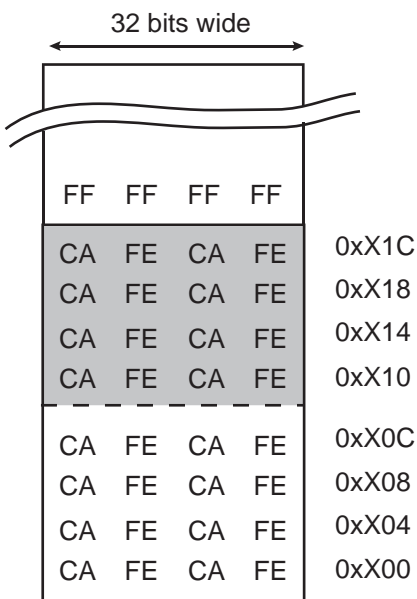 32 bits wide
FF FF FF FF
CA FE CA FE 0xX1C
CA FE CA FE 0xX18
CA FE CA FE 0xX14
CA FE CA FE 0xX10
CA FE CA FE 0xX0C
CA FE CA FE 0xX08
CA FE CA FE 0xX04
CA FE CA FE 0xX00